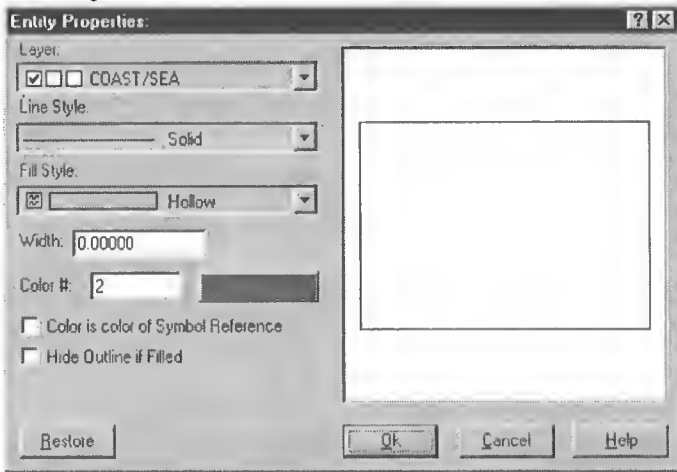 Entity Properties:
Layer:
COAST/SEA
Line Style:
Solid
Fill Style:
Hollow
Width: 0.00000
Color #: 2
Color is color of Symbol Reference
Hide Outline if Filled
Restore
Ok
Cancel
Help